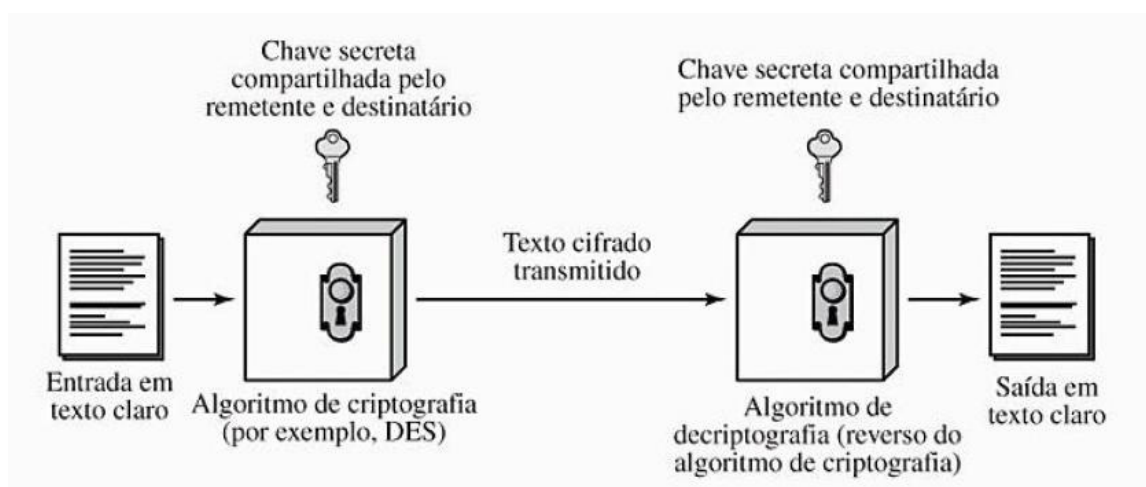 Chave secreta
compartilhada pelo
remetente e destinatário
Chave secreta compartilhada
pelo remetente e destinatário
Texto cifrado
transmitido
Entrada em
texto claro
Algoritmo de criptografia
(por exemplo, DES)
Algoritmo de
decriptografia (reverso do
algoritmo de criptografia)
Saída em
texto claro